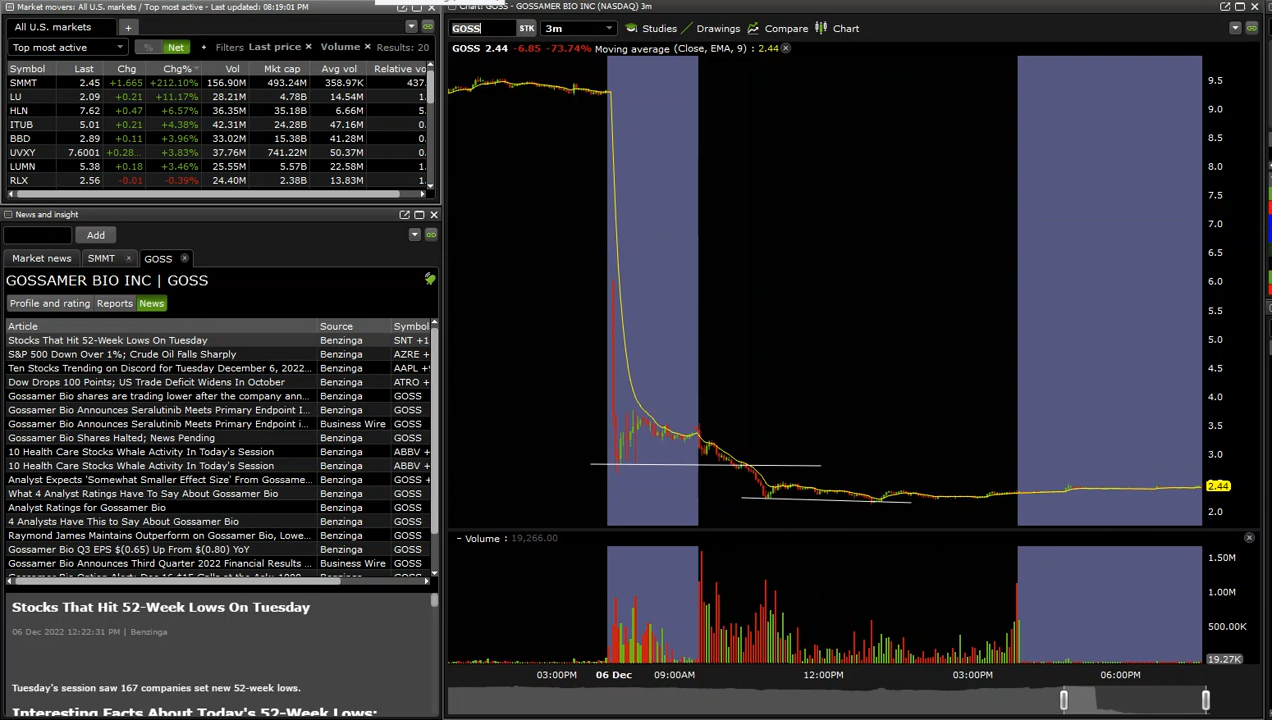 Market movers: All U.S. markets / Top most active - Last updated: 08:19:01 PM
All U.S. markets +
Top most active % Net Filters Last price × Volume × Results: 20
Symbol Last Chg Chg% Vol Mkt cap Avg vol Relative vo
SMMT 2.45 +1.665 +212.10% 156.90M 493.24M 358.97K 437.
LU 2.09 +0.21 +11.17% 28.21M 4.78B 14.54M 1.
HLN 7.62 +0.47 +6.57% 36.35M 35.18B 6.66M 5.
ITUB 5.01 +0.21 +4.38% 42.31M 24.28B 47.16M
BBD 2.89 +0.11 +3.96% 33.02M 15.38B 41.28M
UVXY 7.6001 +0.28... +3.83% 37.76M 741.22M 50.37M
LUMN 5.38 +0.18 +3.46% 25.55M 5.57B 22.58M 1.
RLX 2.56 -0.01 -0.39% 24.40M 2.38B 13.83M 1.
News and insight
Add
Market news SMMT × GOSS ×
GOSSAMER BIO INC | GOSS
Profile and rating Reports News
Article Source Symbol
Stocks That Hit 52-Week Lows On Tuesday Benzinga SNT +1
S&P 500 Down Over 1%; Crude Oil Falls Sharply Benzinga AZRE +
Ten Stocks Trending on Discord for Tuesday December 6, 2022... Benzinga AAPL +
Dow Drops 100 Points; US Trade Deficit Widens In October Benzinga ATRO +
Gossamer Bio shares are trading lower after the company ann... Benzinga GOSS
Gossamer Bio Announces Seralutinib Meets Primary Endpoint I... Benzinga GOSS
Gossamer Bio Announces Seralutinib Meets Primary Endpoint i... Business Wire GOSS
Gossamer Bio Shares Halted; News Pending Benzinga GOSS
10 Health Care Stocks Whale Activity In Today's Session Benzinga ABBV +
10 Health Care Stocks Whale Activity In Today's Session Benzinga ABBV +
Analyst Expects 'Somewhat Smaller Effect Size' From Gossame... Benzinga GOSS
What 4 Analyst Ratings Have To Say About Gossamer Bio Benzinga GOSS
Analyst Ratings for Gossamer Bio Benzinga GOSS
4 Analysts Have This to Say About Gossamer Bio Benzinga GOSS
Raymond James Maintains Outperform on Gossamer Bio, Lowe... Benzinga GOSS
Gossamer Bio Q3 EPS $(0.65) Up From $(0.80) YoY Benzinga GOSS
Gossamer Bio Announces Third Quarter 2022 Financial Results ... Business Wire GOSS
Stocks That Hit 52-Week Lows On Tuesday
06 Dec 2022 12:22:31 PM | Benzinga
Tuesday's session saw 167 companies set new 52-week lows.
Interesting Facts About Today's 52-Week Lows:
Chart: GOSS - GOSSAMER BIO INC (NASDAQ) 3m
GOSS STK 3m Studies Drawings Compare Chart
GOSS 2.44 -6.85 -73.74% Moving average (Close, EMA, 9) : 2.44
9.5
9.0
8.5
8.0
7.5
7.0
6.5
6.0
5.5
5.0
4.5
4.0
3.5
3.0
2.44
2.0
− Volume : 19,266.00
1.50M
1.00M
500.00K
19.27K
03:00PM 06 Dec 09:00AM 12:00PM 03:00PM 06:00PM